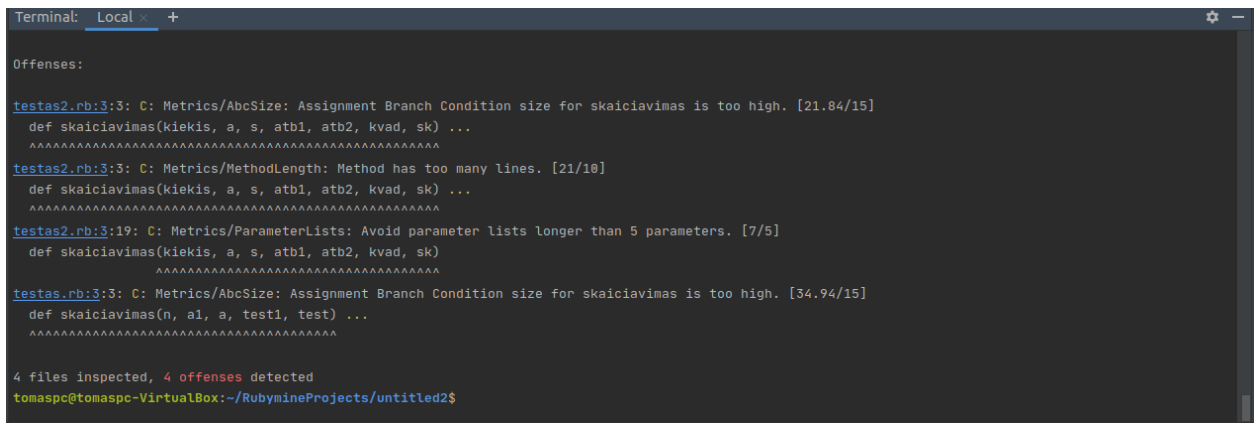 Terminal: Local × +
Offenses:
testas2.rb:3:3: C: Metrics/AbcSize: Assignment Branch Condition size for skaiciavimas is too high. [21.84/15]
def skaiciavimas(kiekis, a, s, atb1, atb2, kvad, sk) ...
^^^^^^^^^^^^^^^^^^^^^^^^^^^^^^^^^^^^^^^^^^^^^^^^^^^^
testas2.rb:3:3: C: Metrics/MethodLength: Method has too many lines. [21/10]
def skaiciavimas(kiekis, a, s, atb1, atb2, kvad, sk) ...
^^^^^^^^^^^^^^^^^^^^^^^^^^^^^^^^^^^^^^^^^^^^^^^^^^^^
testas2.rb:3:19: C: Metrics/ParameterLists: Avoid parameter lists longer than 5 parameters. [7/5]
def skaiciavimas(kiekis, a, s, atb1, atb2, kvad, sk)
^^^^^^^^^^^^^^^^^^^^^^^^^^^^^^^^^^^^
testas.rb:3:3: C: Metrics/AbcSize: Assignment Branch Condition size for skaiciavimas is too high. [34.94/15]
def skaiciavimas(n, a1, a, test1, test) ...
^^^^^^^^^^^^^^^^^^^^^^^^^^^^^^^^^^^^^^^
4 files inspected, 4 offenses detected
tomaspc@tomaspc-VirtualBox:~/RubymineProjects/untitled2$